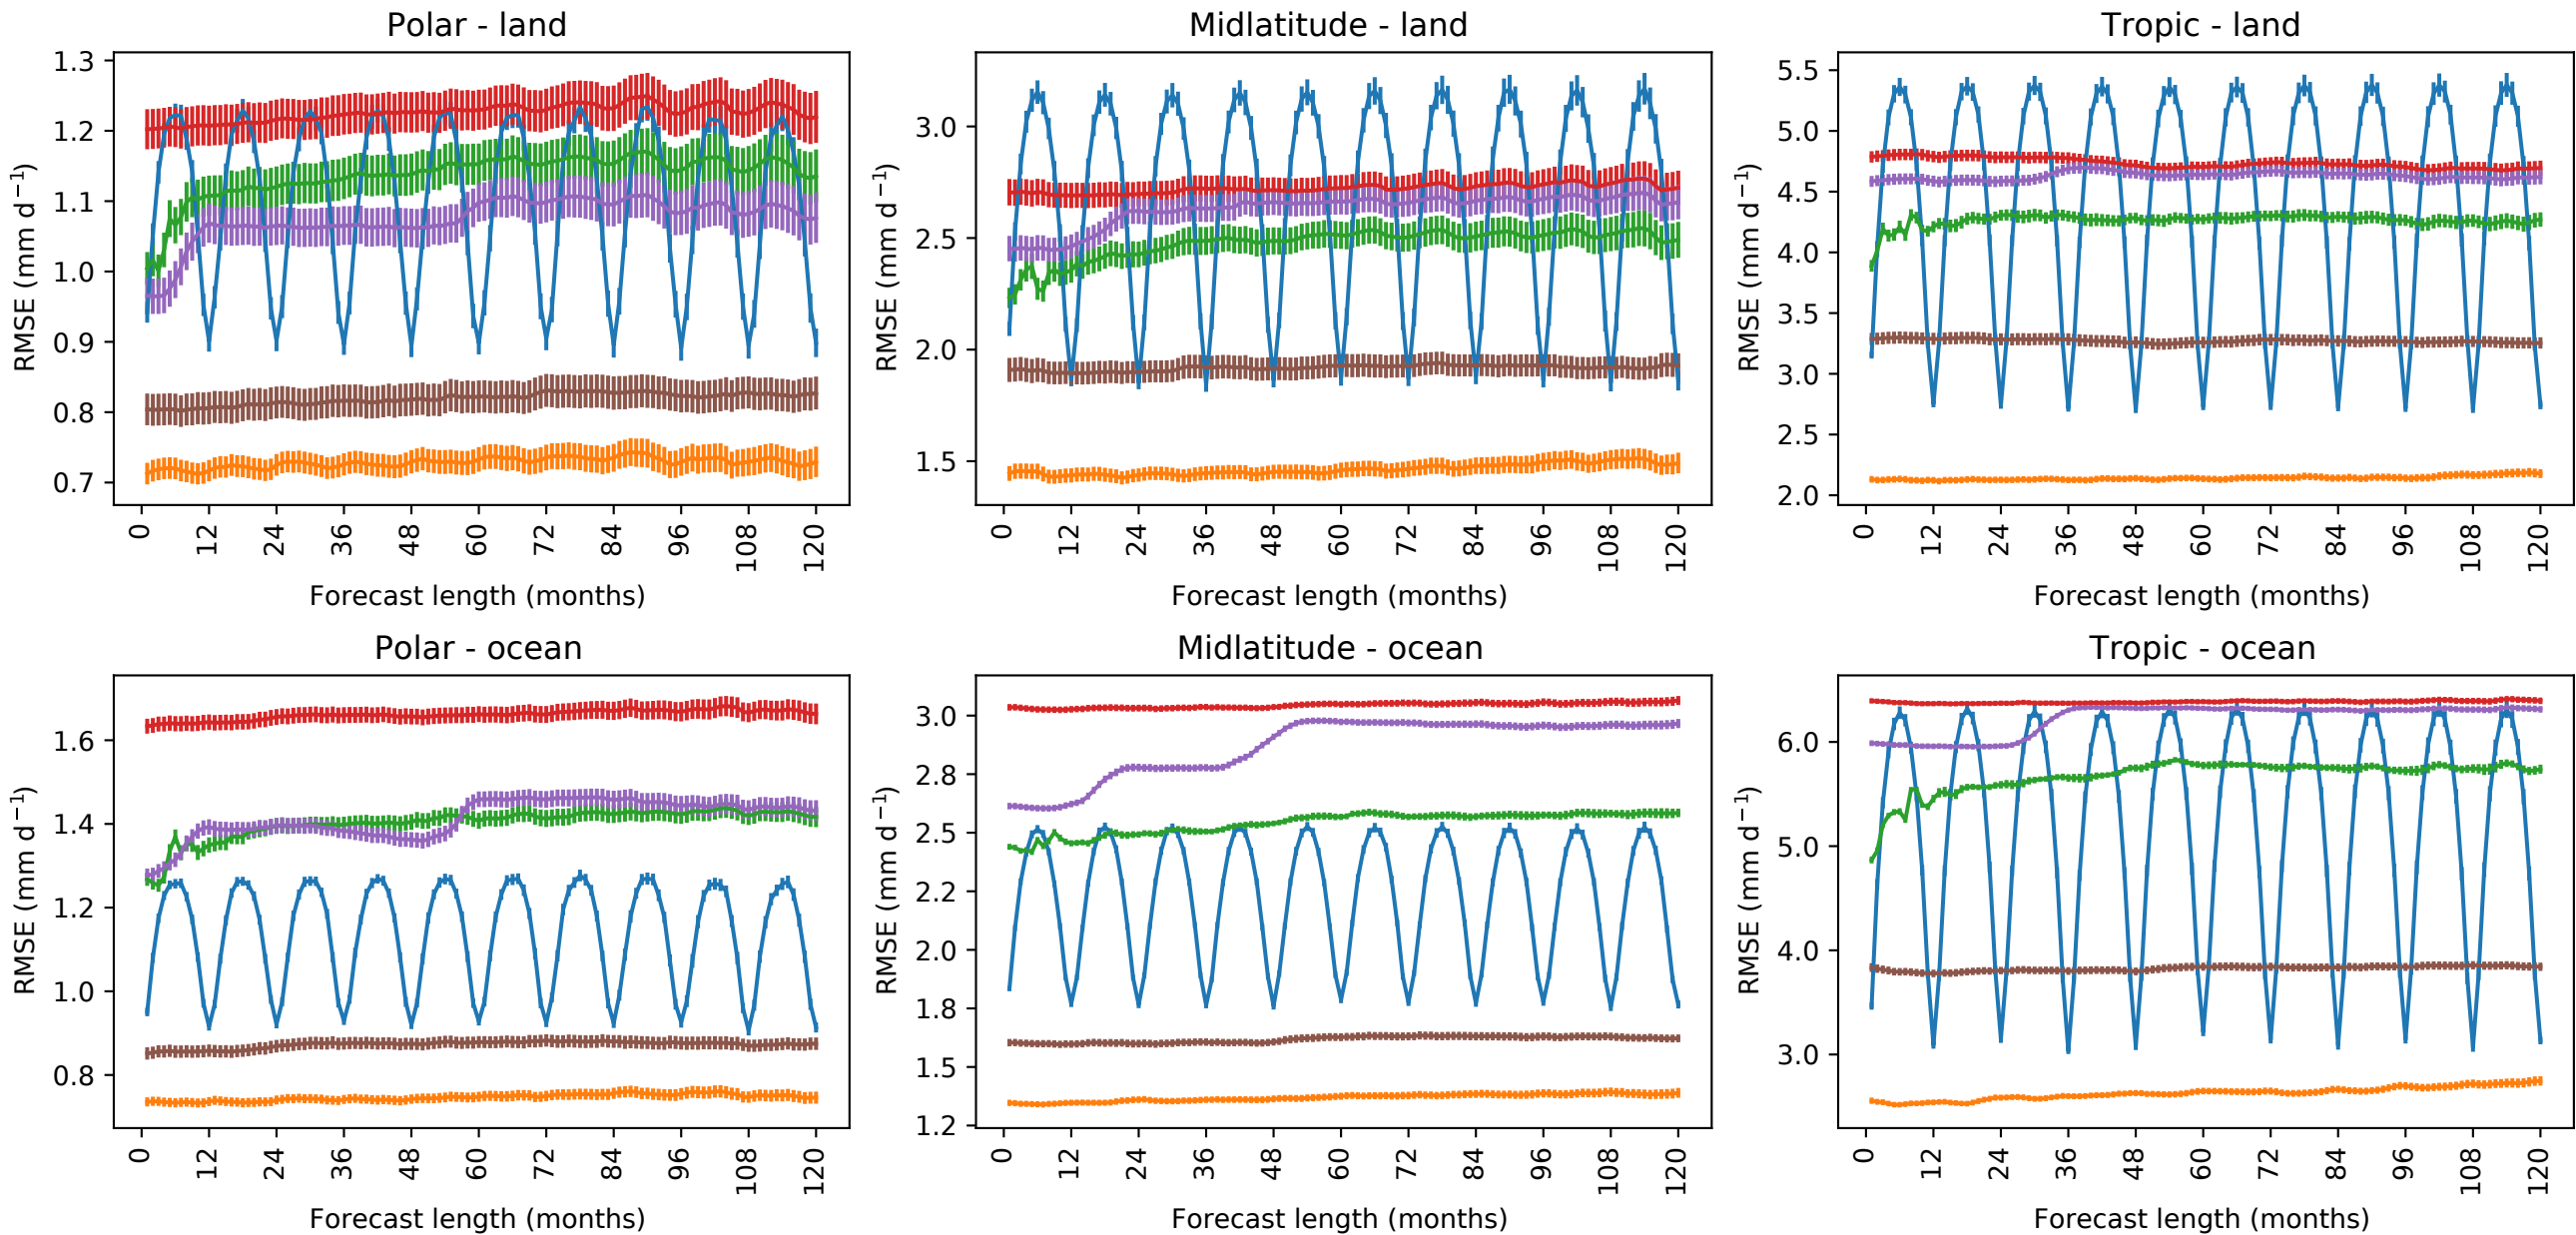 Polar - land
Midlatitude - land
Tropic - land
RMSE (mm d⁻¹)
1.3
1.2
1.1
1.0
0.9
0.8
0.7
0 12 24 36 48 60 72 84 96 108 120
Forecast length (months)
RMSE (mm d⁻¹)
3.0
2.5
2.0
1.5
0 12 24 36 48 60 72 84 96 108 120
Forecast length (months)
RMSE (mm d⁻¹)
5.5
5.0
4.5
4.0
3.5
3.0
2.5
2.0
0 12 24 36 48 60 72 84 96 108 120
Forecast length (months)
Polar - ocean
Midlatitude - ocean
Tropic - ocean
RMSE (mm d⁻¹)
1.6
1.4
1.2
1.0
0.8
0 12 24 36 48 60 72 84 96 108 120
Forecast length (months)
RMSE (mm d⁻¹)
3.0
2.8
2.5
2.2
2.0
1.8
1.5
1.2
0 12 24 36 48 60 72 84 96 108 120
Forecast length (months)
RMSE (mm d⁻¹)
6.0
5.0
4.0
3.0
0 12 24 36 48 60 72 84 96 108 120
Forecast length (months)